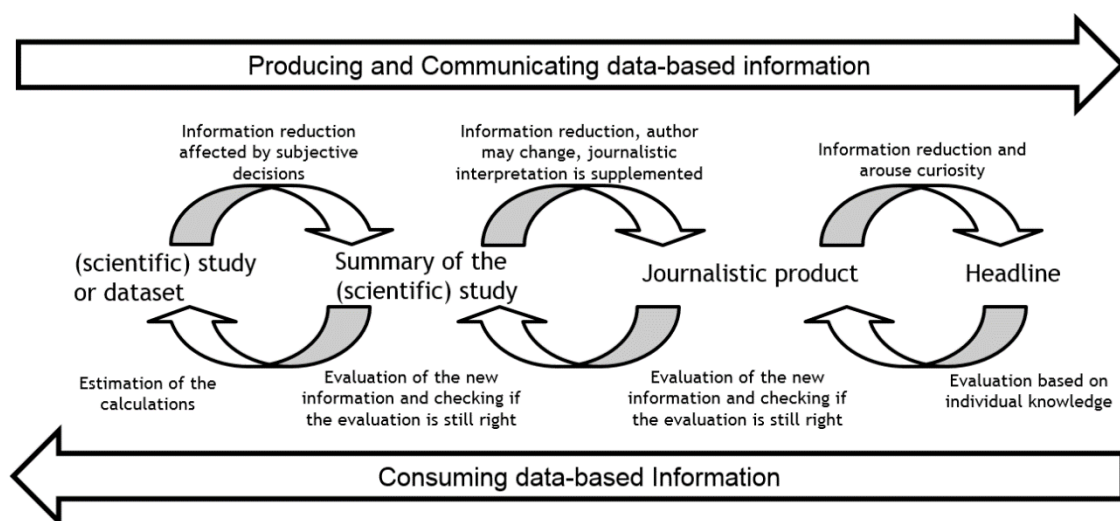 Producing and Communicating data-based information
Information reduction
affected by subjective
decisions
Information reduction, author
may change, journalistic
interpretation is supplemented
Information reduction and
arouse curiosity
(scientific) study
or dataset
Summary of the
(scientific) study
Journalistic product
Headline
Estimation of the
calculations
Evaluation of the new
information and checking if
the evaluation is still right
Evaluation of the new
information and checking if
the evaluation is still right
Evaluation based on
individual knowledge
Consuming data-based Information